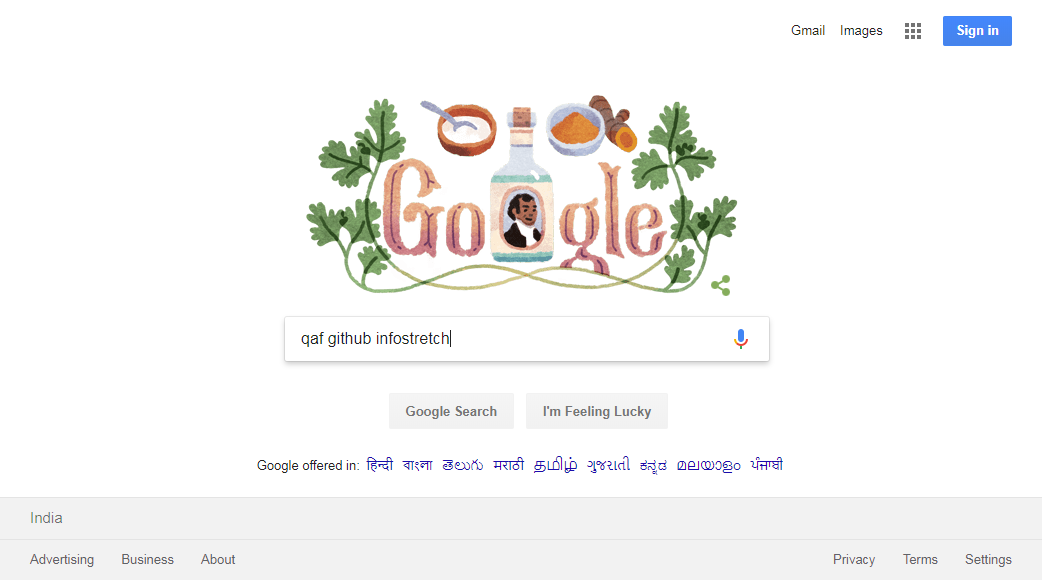 Gmail Images Sign in
Google
qaf github infostretch
Google Search I'm Feeling Lucky
Google offered in: हिन्दी বাংলা తెలుగు मराठी தமிழ் ગુજરાતી ಕನ್ನಡ മലയാളം ਪੰਜਾਬੀ
India
Advertising Business About Privacy Terms Settings